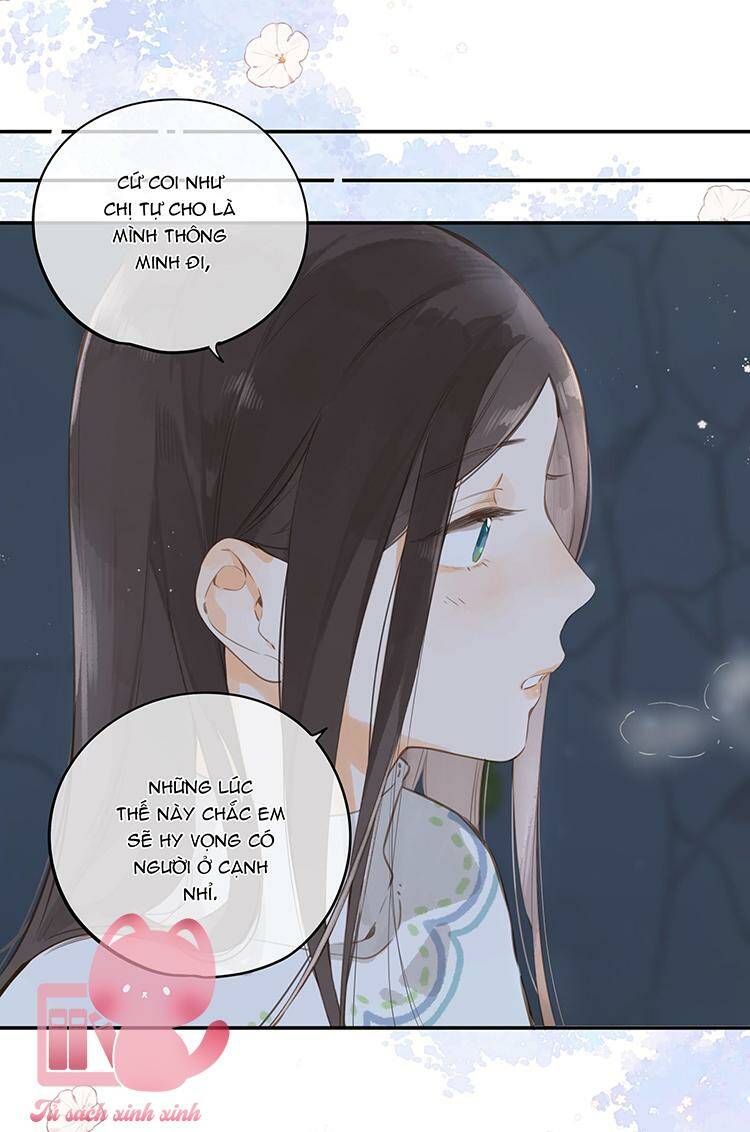 CỨ COI NHƯ
CHỊ TỰ CHO LÀ
MÌNH THÔNG
MINH ĐI,
NHỮNG LÚC
THẾ NÀY CHẮC EM
SẼ HY VỌNG CÓ
NGƯỜI Ở CẠNH
NHỈ.
Tủ sách xinh xinh